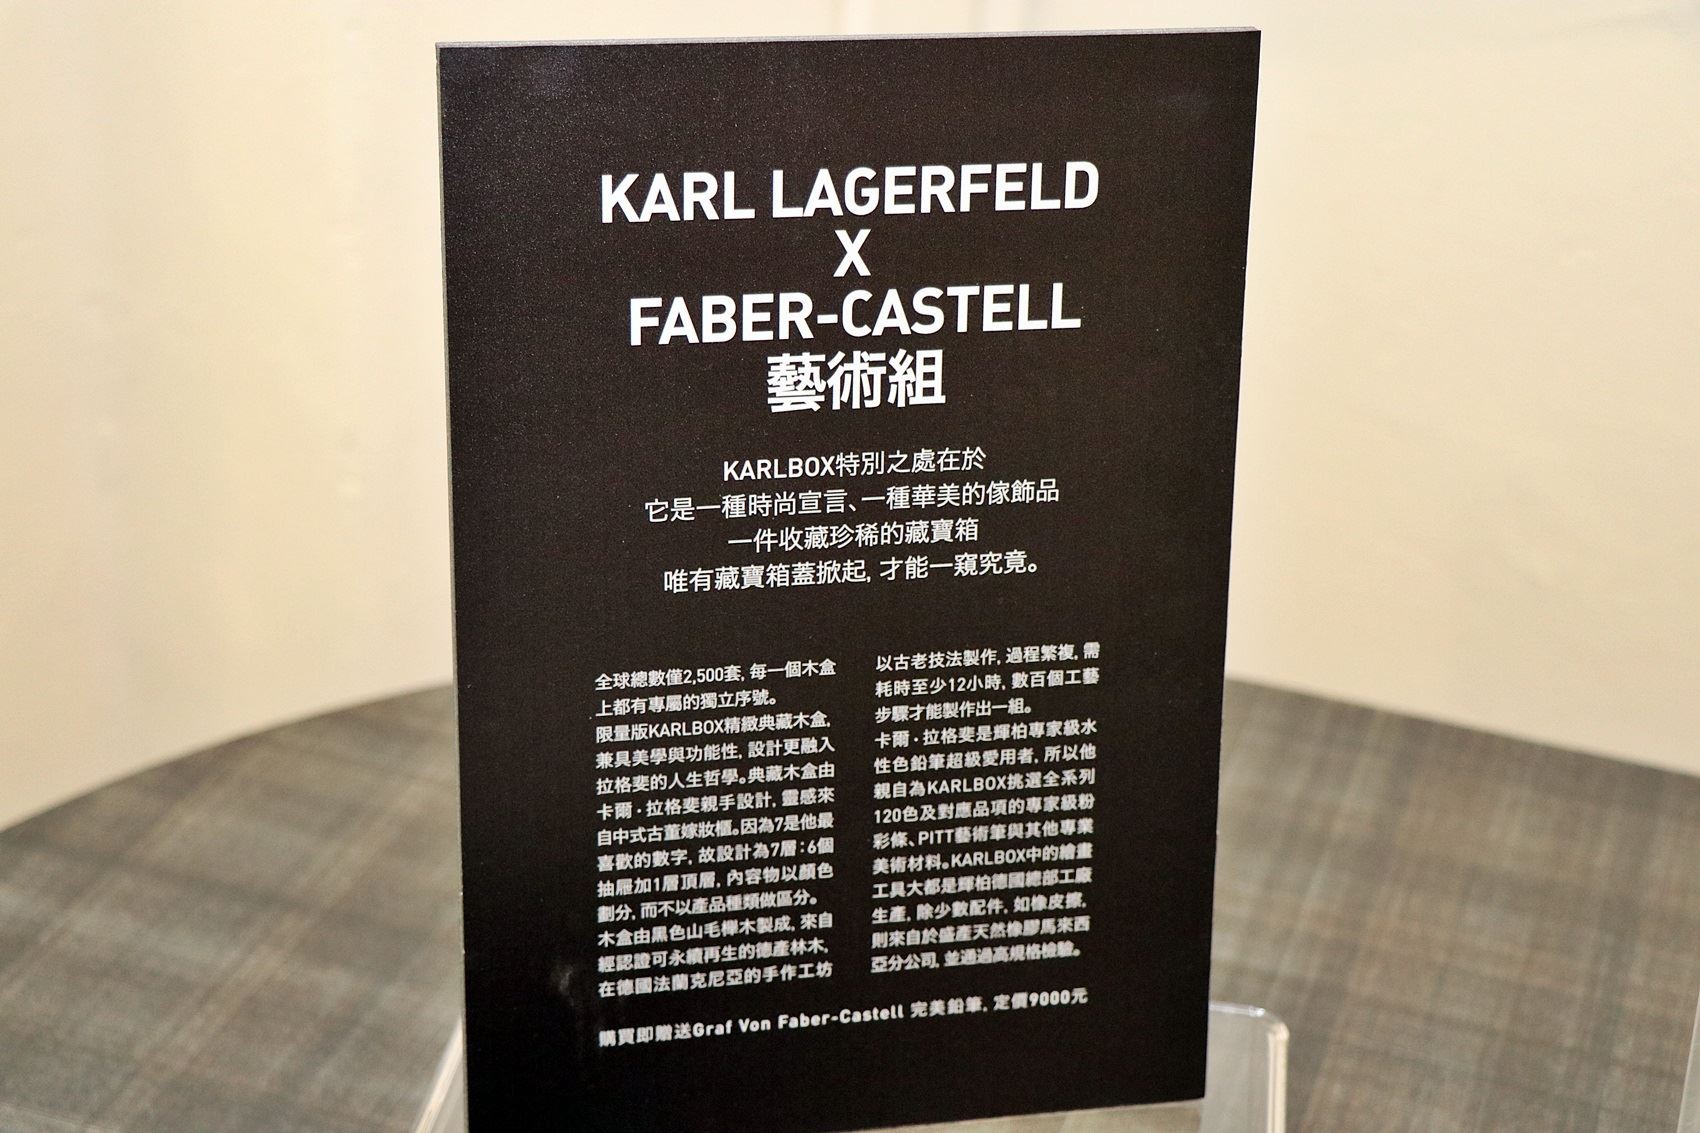 KARL LAGERFELD
X
FABER-CASTELL
藝術組
KARLBOX特別之處在於
它是一種時尚宣言、一種華美的傢飾品
一件收藏珍稀的藏寶箱
唯有藏寶箱蓋掀起,才能一窺究竟。
全球總數僅2,500套,每一個木盒
上都有專屬的獨立序號。
限量版KARLBOX精緻典藏木盒,
兼具美學與功能性,設計更融入
拉格斐的人生哲學。典藏木盒由
卡爾·拉格斐親手設計,靈感來
自中式古董嫁妝櫃。因為7是他最
喜歡的數字,故設計為7層:6個
抽屜加1層頂層,內容物以顏色
劃分,而不以產品種類做區分。
木盒由黑色山毛櫸木製成,來自
經認證可永續再生的德產林木,
在德國法蘭克尼亞的手作工坊
以古老技法製作,過程繁複,需
耗時至少12小時,數百個工藝
步驟才能製作出一組。
卡爾·拉格斐是輝柏專家級水
性色鉛筆超級愛用者,所以他
親自為KARLBOX挑選全系列
120色及對應品項的專家級粉
彩條、PITT藝術筆與其他專業
美術材料。KARLBOX中的繪畫
工具大都是輝柏德國總部工廠
生產,除少數配件,如橡皮擦,
則來自於盛產天然橡膠馬來西
亞分公司,並通過高規格檢驗。
購買即贈送Graf Von Faber-Castell 完美鉛筆,定價9000元